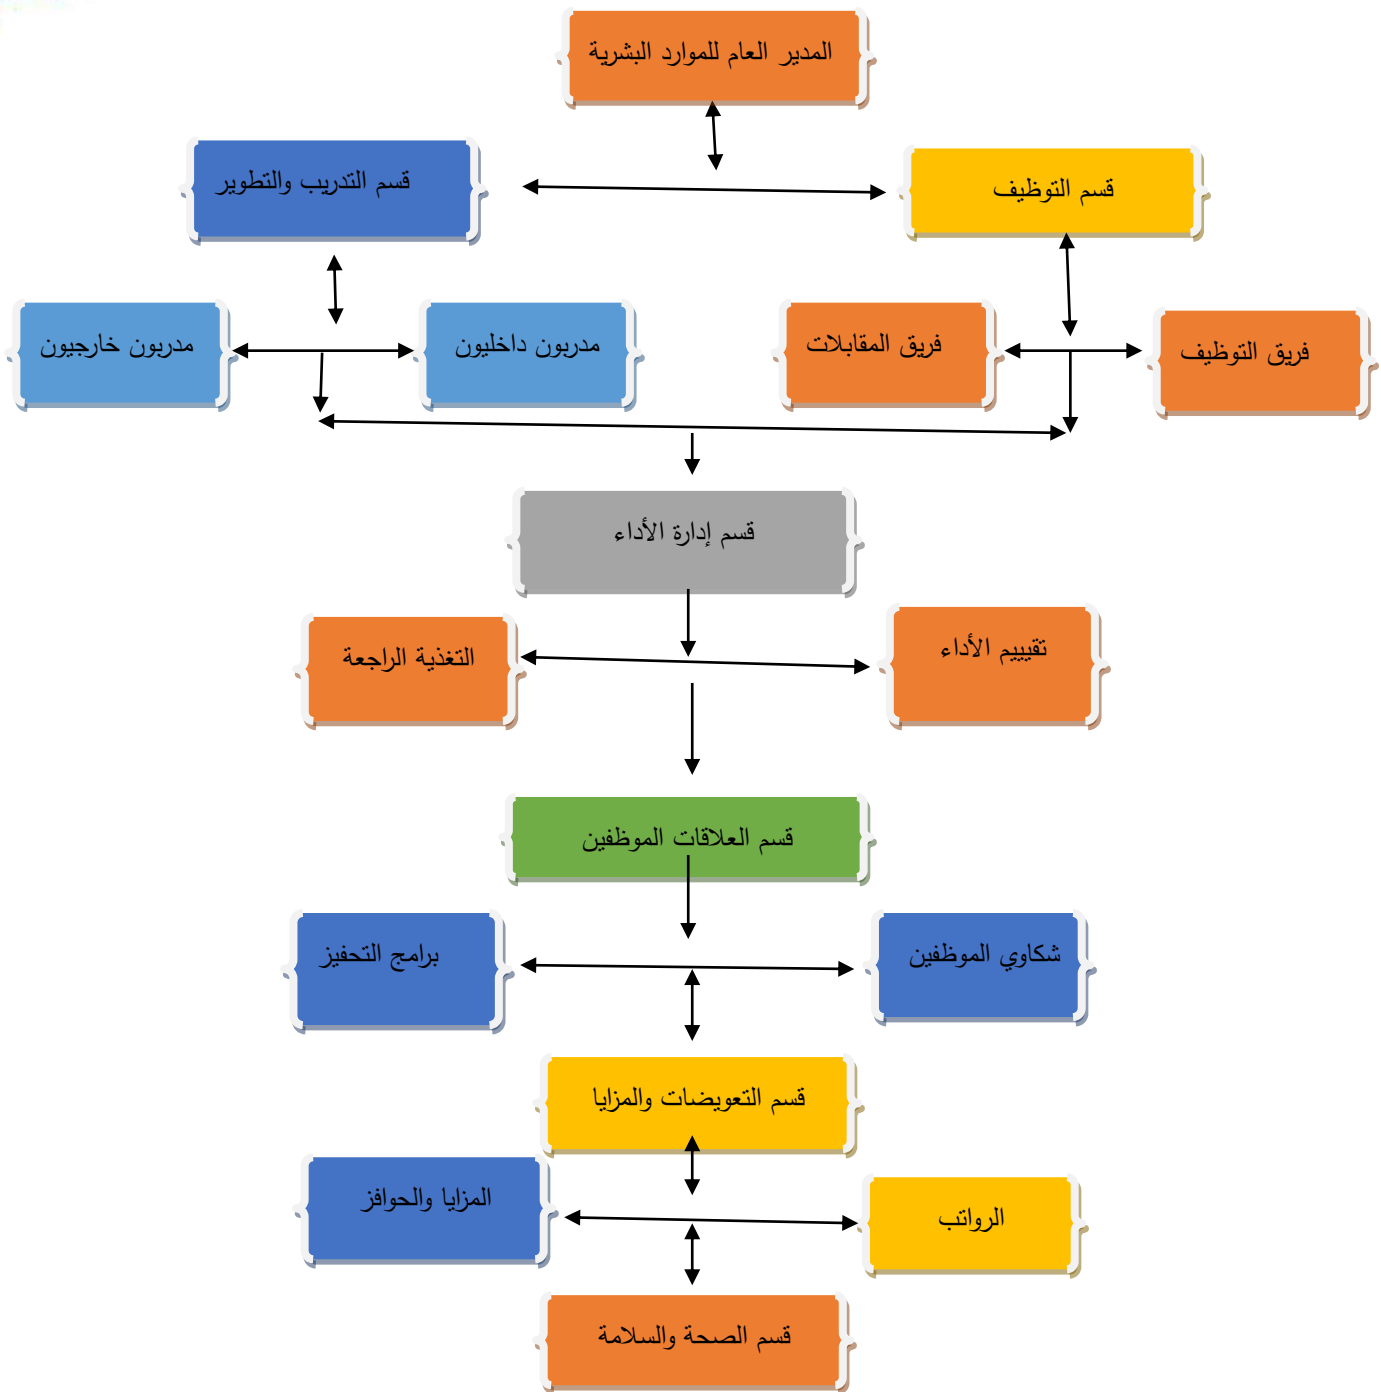 المدير العام للموارد البشرية
قسم التوظيف
قسم التدريب والتطوير
فريق التوظيف
فريق المقابلات
مدربون داخليون
مدربون خارجيون
قسم إدارة الأداء
تقيييم الأداء
التغذية الراجعة
قسم العلاقات الموظفين
شكاوي الموظفين
برامج التحفيز
قسم التعويضات والمزايا
المزايا والحوافز
الرواتب
قسم الصحة والسلامة